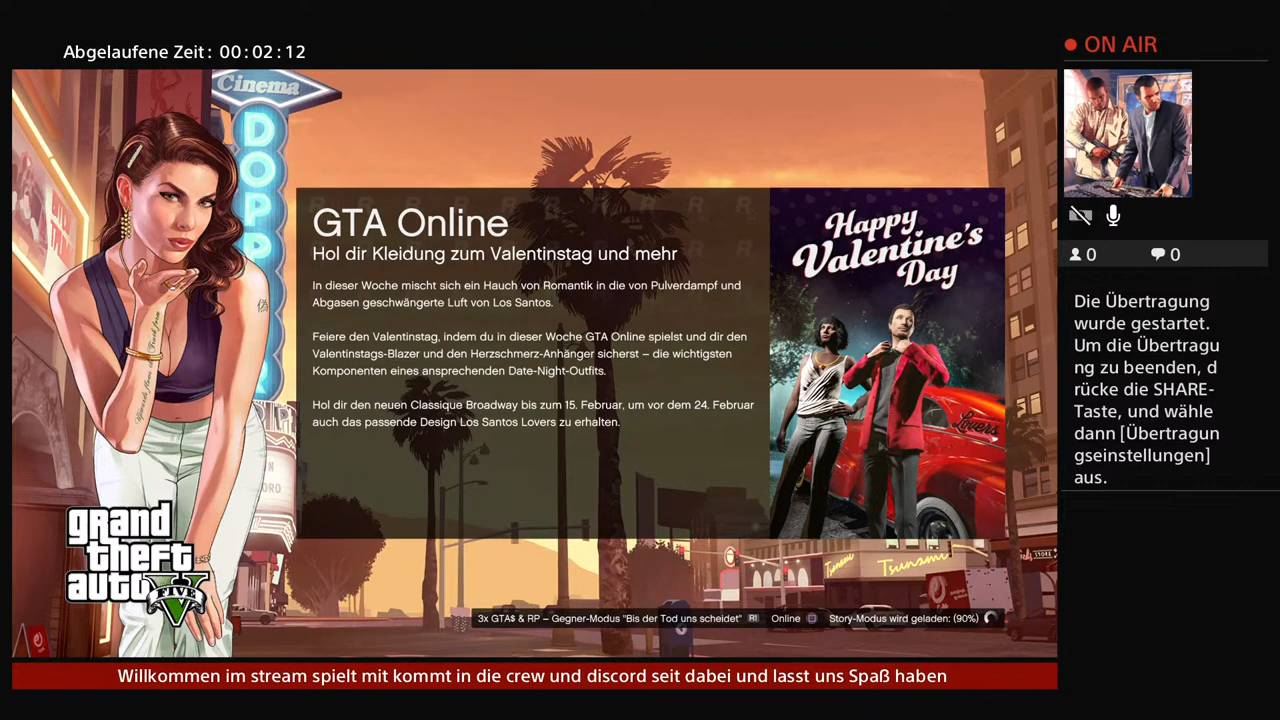 Abgelaufene Zeit: 00:02:12
ON AIR
Cinema
DOPP
GTA Online
Hol dir Kleidung zum Valentinstag und mehr
In dieser Woche mischt sich ein Hauch von Romantik in die von Pulverdampf und
Abgasen geschwängerte Luft von Los Santos.
Feiere den Valentinstag, indem du in dieser Woche GTA Online spielst und dir den
Valentinstags-Blazer und den Herzschmerz-Anhänger sicherst – die wichtigsten
Komponenten eines ansprechenden Date-Night-Outfits.
Hol dir den neuen Classique Broadway bis zum 15. Februar, um vor dem 24. Februar
auch das passende Design Los Santos Lovers zu erhalten.
Happy
Valentine's
Day
Lovers
0
0
Die Übertragung
wurde gestartet.
Um die Übertragu
ng zu beenden, d
rücke die SHARE-
Taste, und wähle
dann [Übertragun
gseinstellungen]
aus.
grand
theft
auto
FIVE
V
Tsunami
Tsunami
STORE
3x GTA$ & RP – Gegner-Modus "Bis der Tod uns scheidet" R1 Online Story-Modus wird geladen: (90%)
Willkommen im stream spielt mit kommt in die crew und discord seit dabei und lasst uns Spaß haben